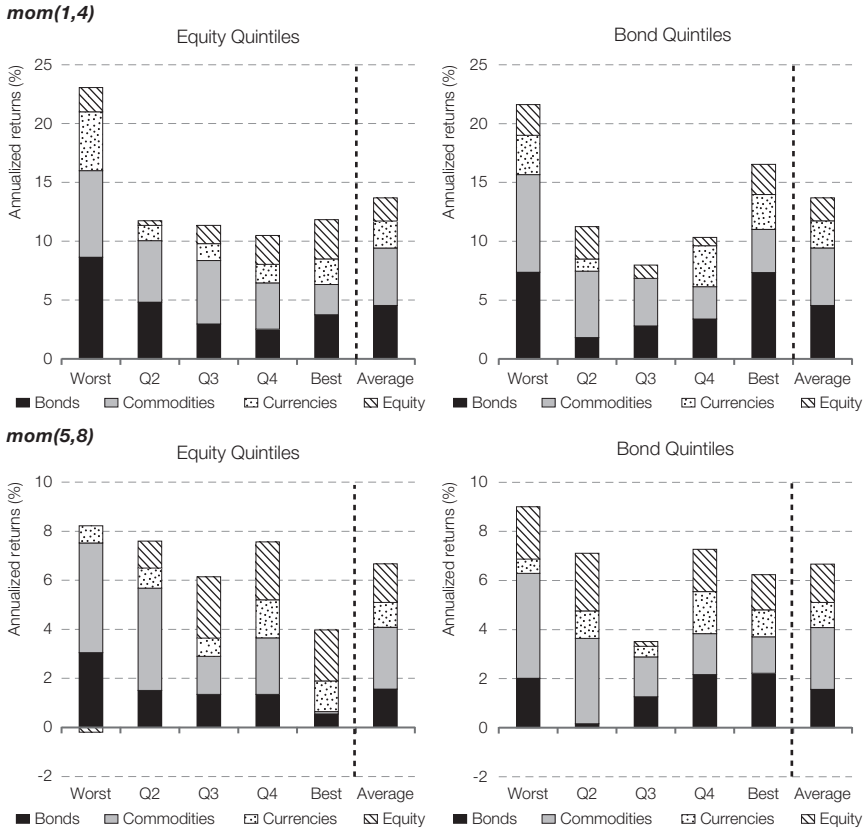 mom(1,4)
Equity Quintiles
Bond Quintiles
Annualized returns (%)
25
20
15
10
5
0
Worst Q2 Q3 Q4 Best Average
Bonds Commodities Currencies Equity
Annualized returns (%)
25
20
15
10
5
0
Worst Q2 Q3 Q4 Best Average
Bonds Commodities Currencies Equity
mom(5,8)
Equity Quintiles
Bond Quintiles
Annualized returns (%)
10
8
6
4
2
0
-2
Worst Q2 Q3 Q4 Best Average
Bonds Commodities Currencies Equity
Annualized returns (%)
10
8
6
4
2
0
-2
Worst Q2 Q3 Q4 Best Average
Bonds Commodities Currencies Equity